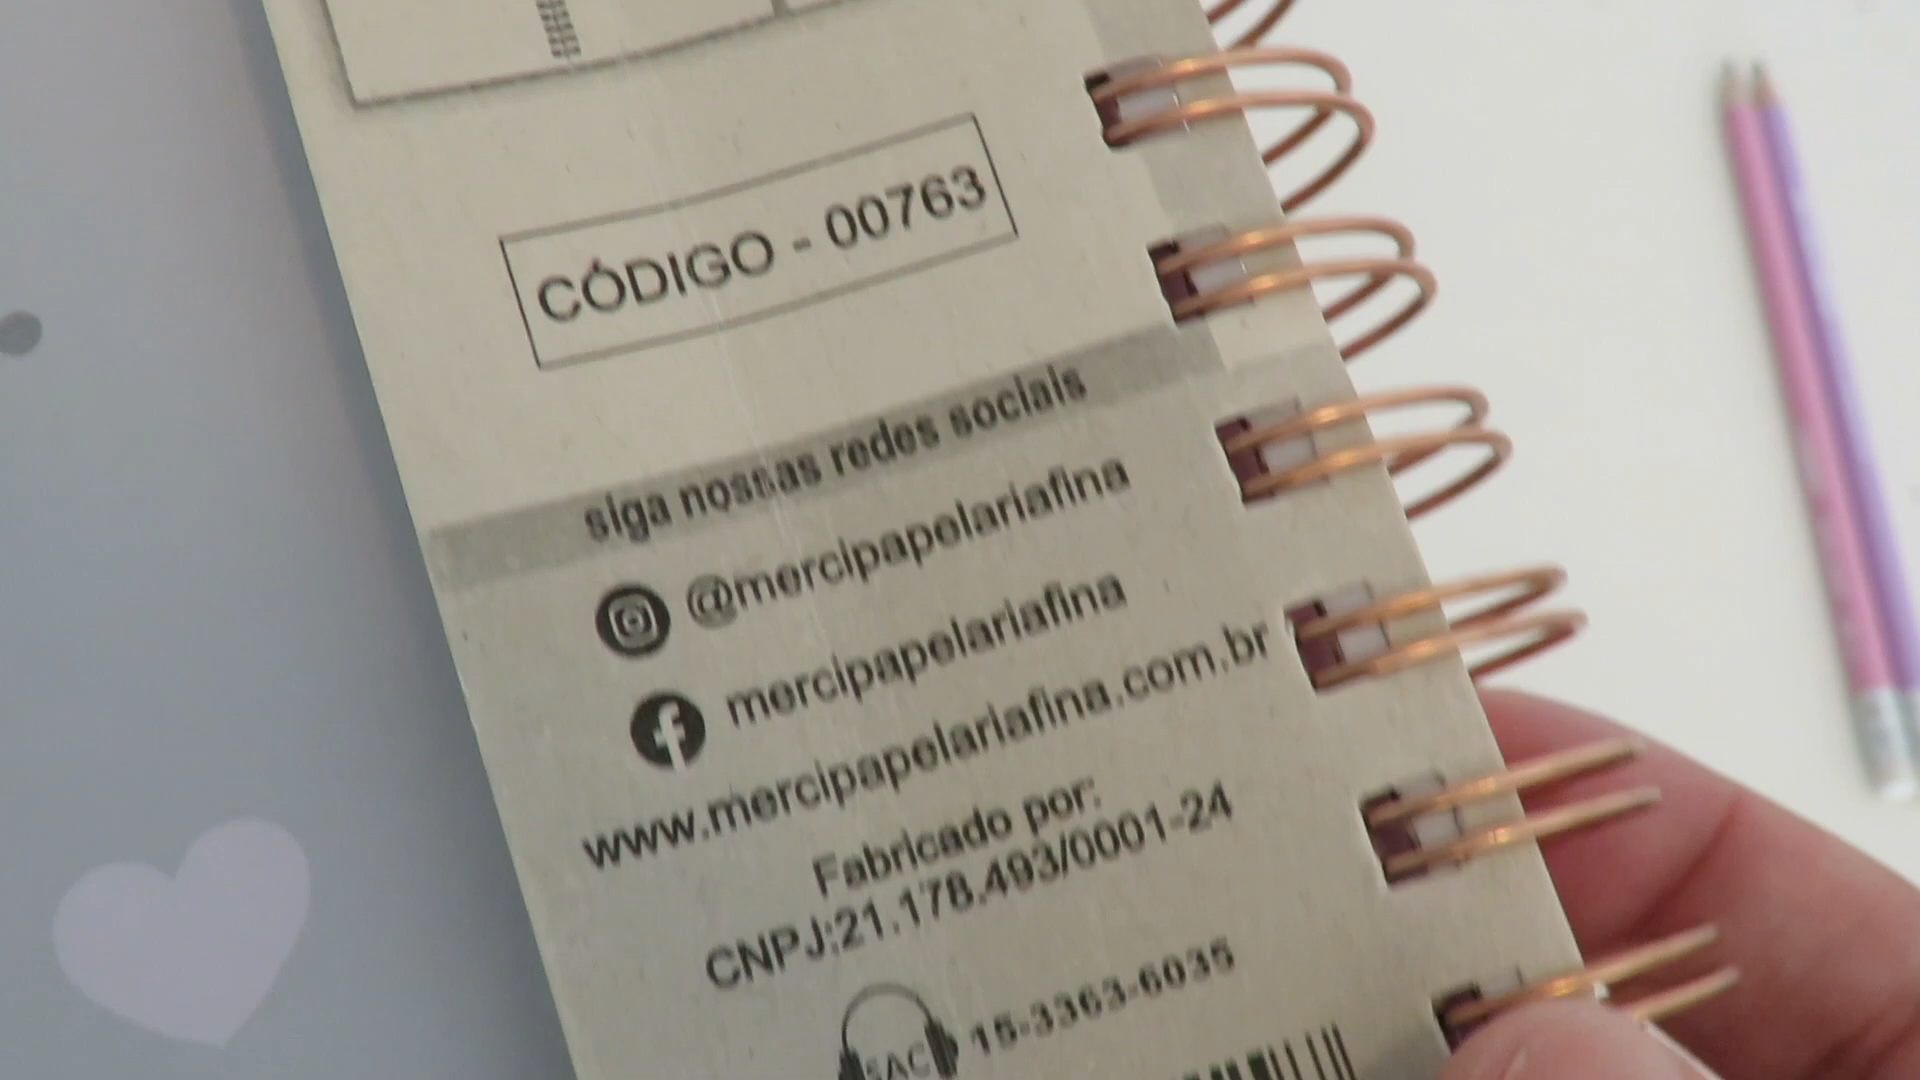 CÓDIGO - 00763
siga nossas redes sociais
@mercipapelariafina
mercipapelariafina
www.mercipapelariafina.com.br
Fabricado por:
CNPJ:21.178.493/0001-24
SAC 15-3363-6035